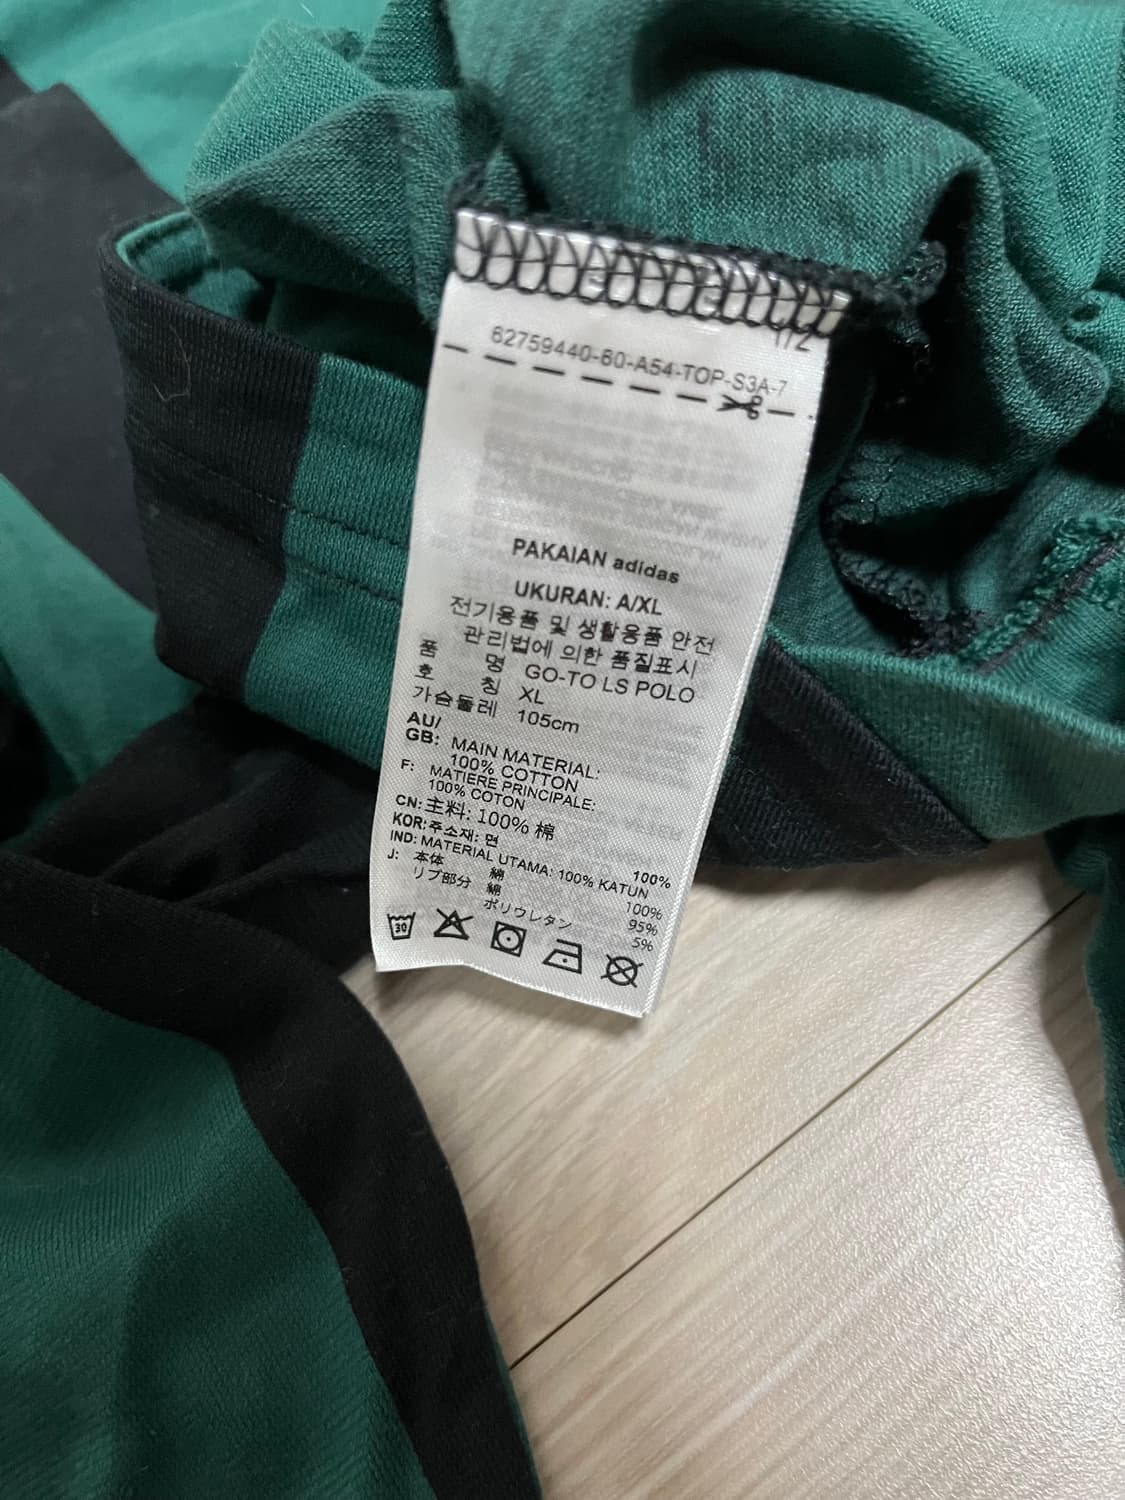 1/2
62759440-60-A54-TOP-S3A-7
PAKAIAN adidas
UKURAN: A/XL
전기용품 및 생활용품 안전
관리법에 의한 품질표시
품 명 GO-TO LS POLO
호 칭 XL
가슴둘레 105cm
AU/
GB: MAIN MATERIAL:
100% COTTON
F: MATIERE PRINCIPALE:
100% COTON
CN: 主料: 100% 棉
KOR: 주소재: 면 100%
IND: MATERIAL UTAMA: 100% KATUN
J: 本体 綿 100%
リブ部分 綿 95%
ポリウレタン 5%
30